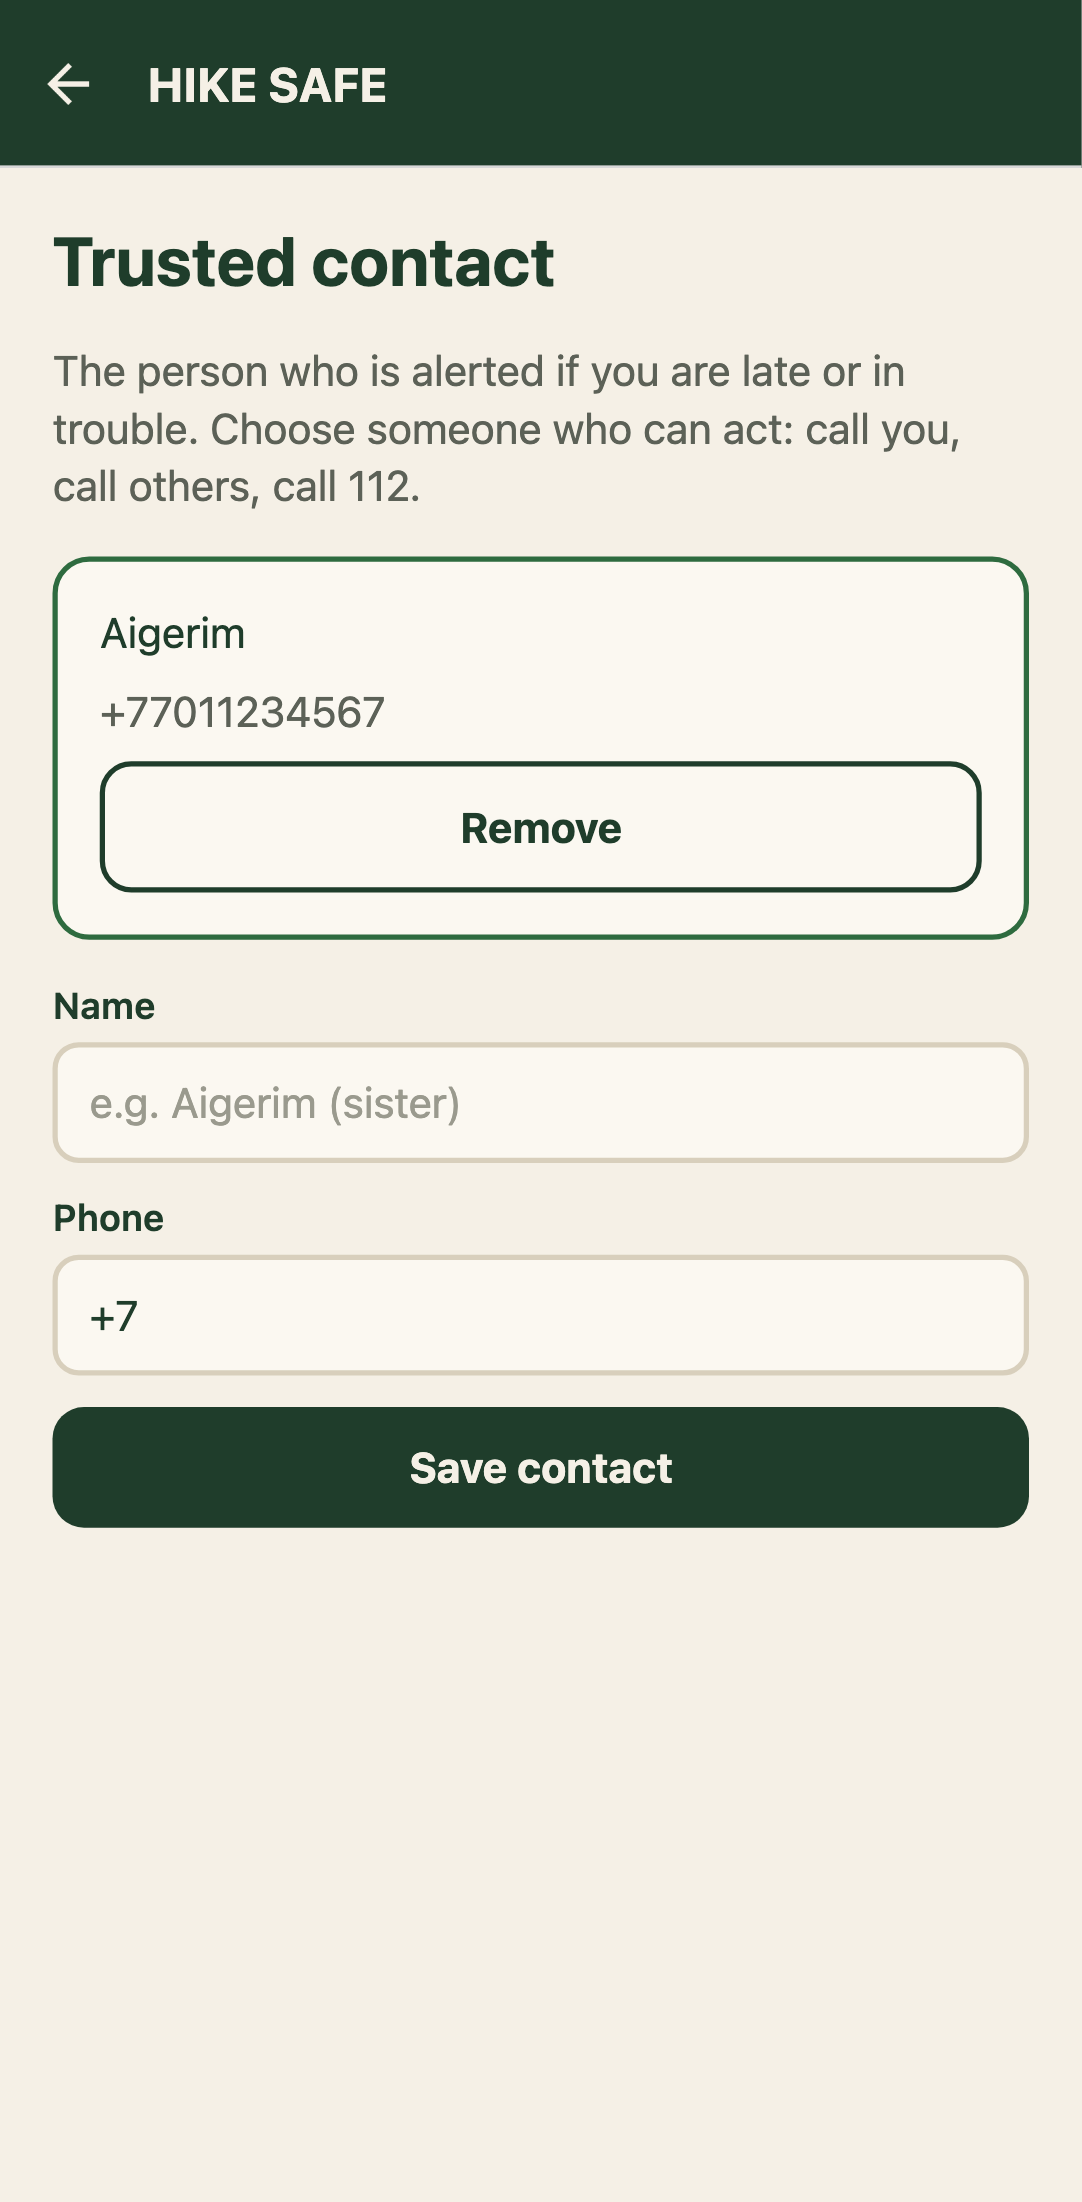 HIKE SAFE
Trusted contact
The person who is alerted if you are late or in
trouble. Choose someone who can act: call you,
call others, call 112.
Aigerim
+77011234567
Remove
Name
e.g. Aigerim (sister)
Phone
+7
Save contact